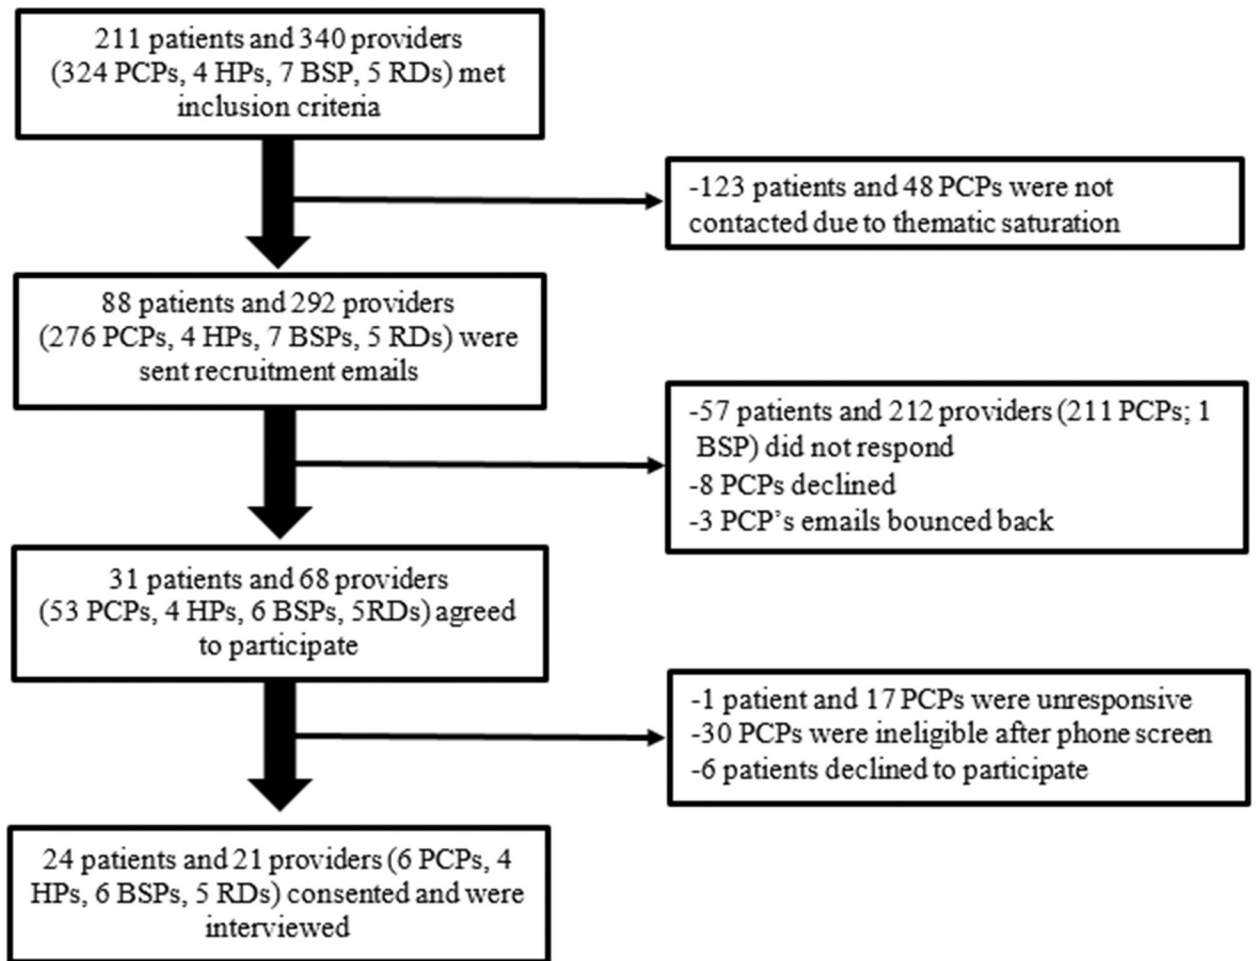 211 patients and 340 providers
(324 PCPs, 4 HPs, 7 BSP, 5 RDs) met
inclusion criteria
-123 patients and 48 PCPs were not
contacted due to thematic saturation
88 patients and 292 providers
(276 PCPs, 4 HPs, 7 BSPs, 5 RDs) were
sent recruitment emails
-57 patients and 212 providers (211 PCPs; 1
BSP) did not respond
-8 PCPs declined
-3 PCP's emails bounced back
31 patients and 68 providers
(53 PCPs, 4 HPs, 6 BSPs, 5RDs) agreed
to participate
-1 patient and 17 PCPs were unresponsive
-30 PCPs were ineligible after phone screen
-6 patients declined to participate
24 patients and 21 providers (6 PCPs, 4
HPs, 6 BSPs, 5 RDs) consented and were
interviewed